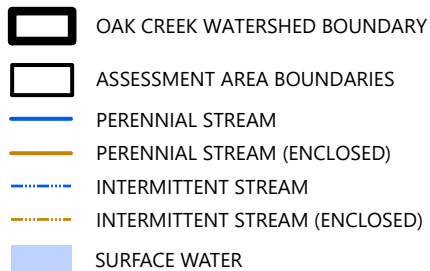 OAK CREEK WATERSHED BOUNDARY
ASSESSMENT AREA BOUNDARIES
PERENNIAL STREAM
PERENNIAL STREAM (ENCLOSED)
INTERMITTENT STREAM
INTERMITTENT STREAM (ENCLOSED)
SURFACE WATER